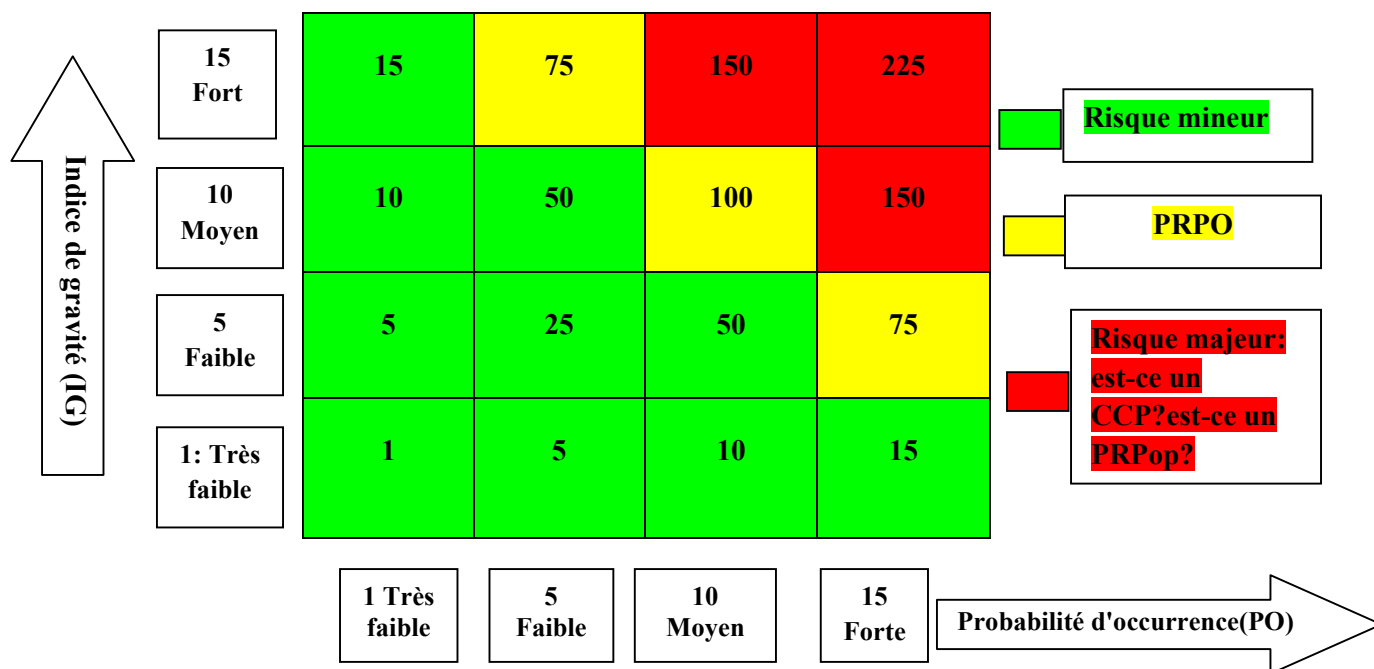 15
Fort
15
75
150
225
Risque mineur
10
Moyen
10
50
100
150
PRPO
5
Faible
5
25
50
75
Risque majeur:
est-ce un
CCP?est-ce un
PRPop?
1: Très
faible
1
5
10
15
Indice de gravité (IG)
1 Très
faible
5
Faible
10
Moyen
15
Forte
Probabilité d'occurrence(PO)